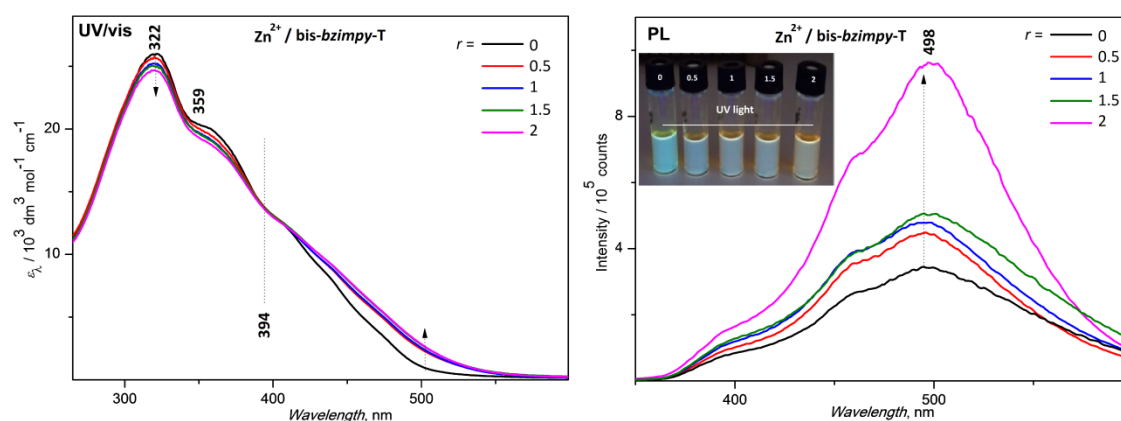 UV/vis
322
359
Zn²⁺ / bis-bzimpy-T
r =
0
0.5
1
1.5
2
20
10
ελ / 10³ dm³ mol⁻¹ cm⁻¹
394
300
400
500
Wavelength, nm
PL
Zn²⁺ / bis-bzimpy-T
498
r =
0
0.5
1
1.5
2
0 0.5 1 1.5 2
UV light
8
4
0
Intensity / 10⁵ counts
400
500
Wavelength, nm